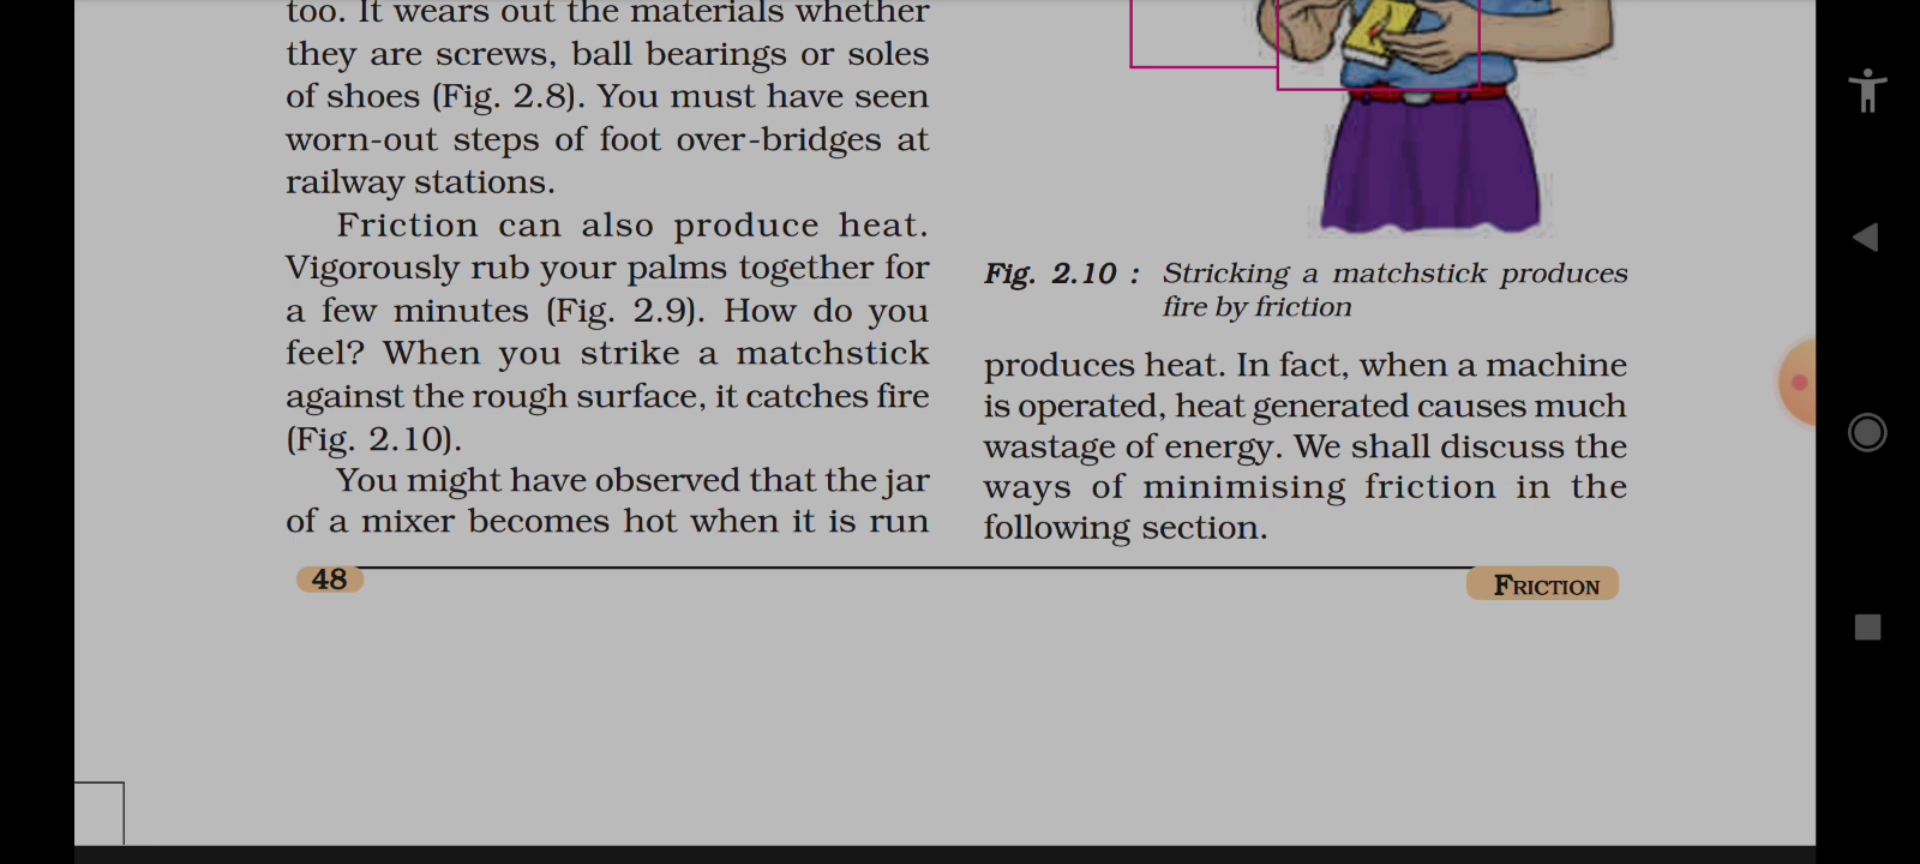 too. It wears out the materials whether
they are screws, ball bearings or soles
of shoes (Fig. 2.8). You must have seen
worn-out steps of foot over-bridges at
railway stations.
Friction can also produce heat.
Vigorously rub your palms together for
a few minutes (Fig. 2.9). How do you
feel? When you strike a matchstick
against the rough surface, it catches fire
(Fig. 2.10).
You might have observed that the jar
of a mixer becomes hot when it is run
Fig. 2.10 : Stricking a matchstick produces
fire by friction
produces heat. In fact, when a machine
is operated, heat generated causes much
wastage of energy. We shall discuss the
ways of minimising friction in the
following section.
48
FRICTION